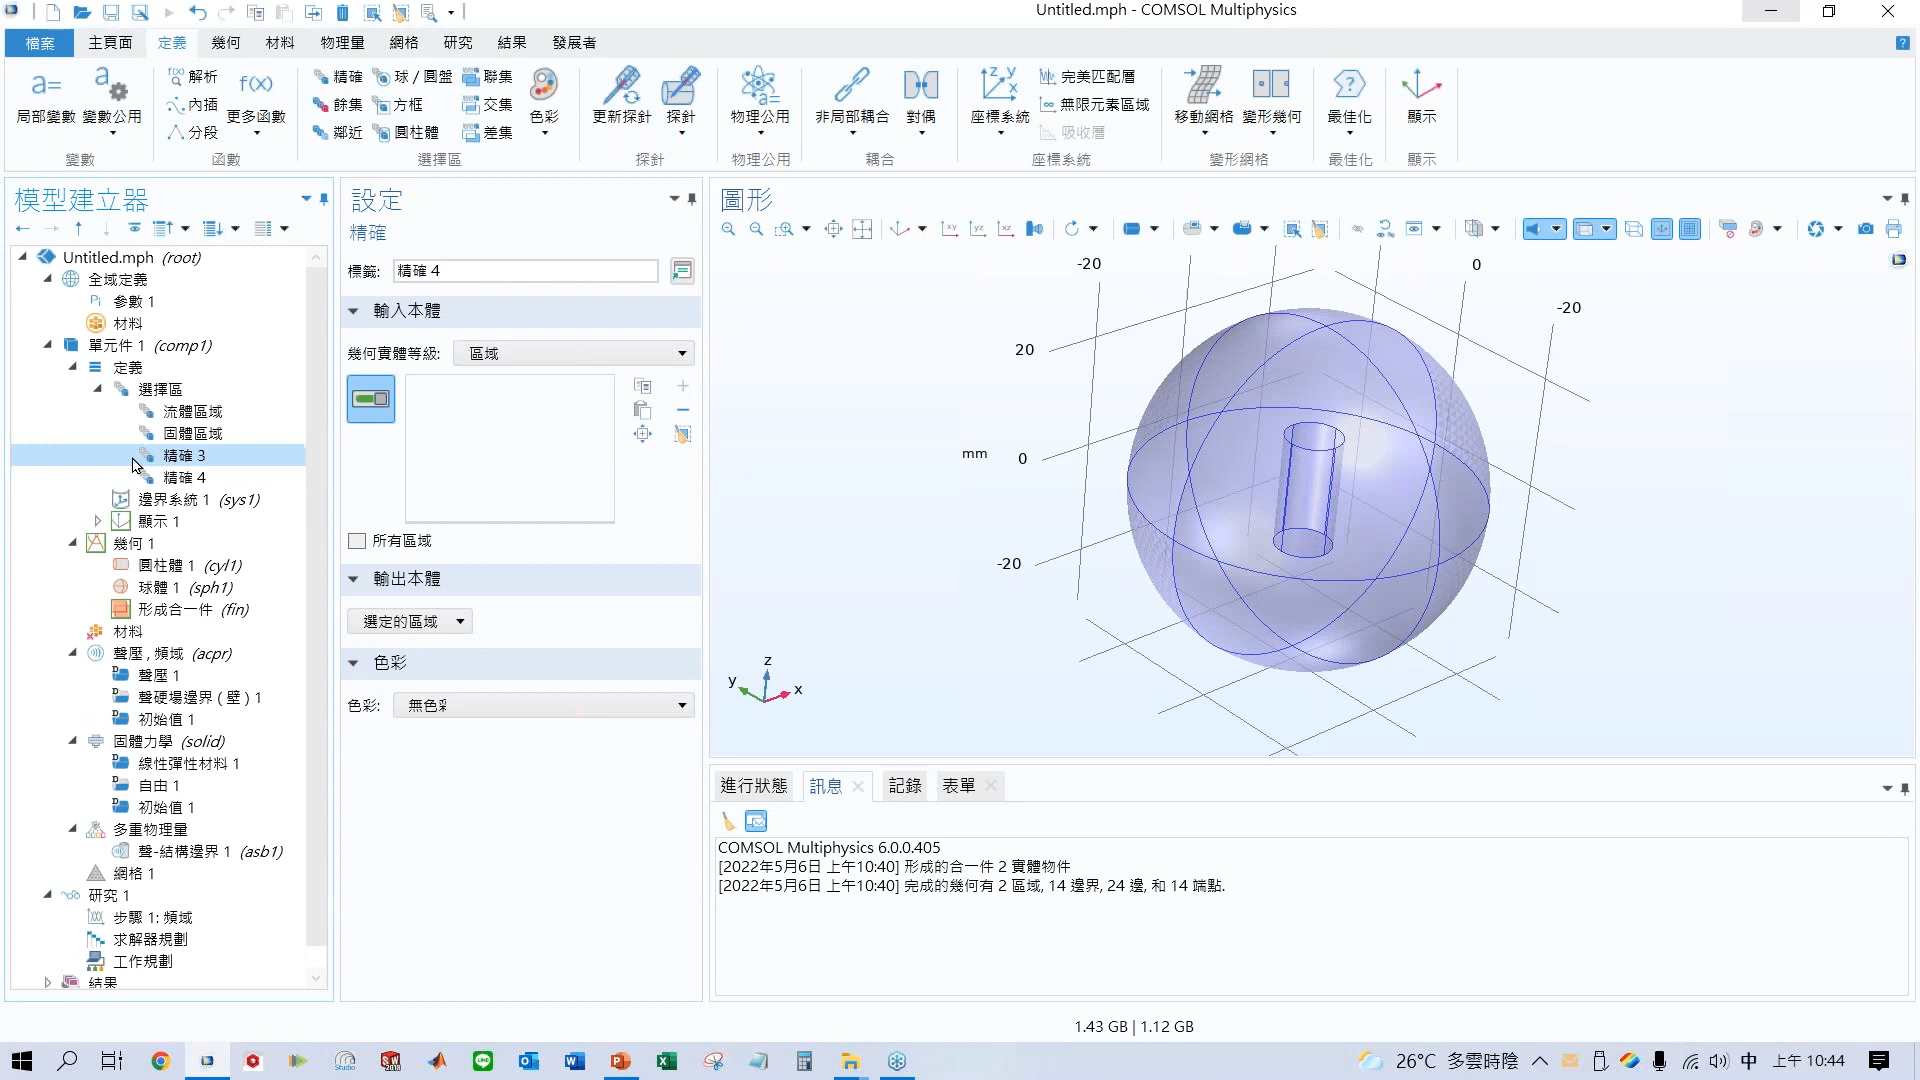 Untitled.mph - COMSOL Multiphysics
檔案 主頁面 定義 幾何 材料 物理量 網格 研究 結果 發展者
a= 局部變數
a= 變數公用
變數
f(x) 解析
內插
分段
f(x) 更多函數
函數
精確 球 / 圓盤 聯集
餘集 方框 交集
鄰近 圓柱體 差集
色彩
選擇區
更新探針 探針
探針
a= 物理公用
物理公用
非局部耦合 對偶
耦合
座標系統
完美匹配層
無限元素區域
吸收層
座標系統
移動網格 變形幾何
變形網格
最佳化
最佳化
顯示
顯示
模型建立器
Untitled.mph (root)
全域定義
Pi 參數 1
材料
單元件 1 (comp1)
定義
選擇區
流體區域
固體區域
精確 3
精確 4
邊界系統 1 (sys1)
顯示 1
幾何 1
圓柱體 1 (cyl1)
球體 1 (sph1)
形成合一件 (fin)
材料
聲壓 , 頻域 (acpr)
聲壓 1
聲硬場邊界 ( 壁 ) 1
初始值 1
固體力學 (solid)
線性彈性材料 1
自由 1
初始值 1
多重物理量
聲-結構邊界 1 (asb1)
網格 1
研究 1
步驟 1: 頻域
求解器規劃
工作規劃
結果
設定
精確
標籤: 精確 4
輸入本體
幾何實體等級: 區域
所有區域
輸出本體
選定的區域
色彩
色彩: 無色彩
圖形
xy yz xz
-20
0
-20
20
mm 0
-20
z
y
x
進行狀態 訊息 記錄 表單
COMSOL Multiphysics 6.0.0.405
[2022年5月6日 上午10:40] 形成的合一件 2 實體物件
[2022年5月6日 上午10:40] 完成的幾何有 2 區域, 14 邊界, 24 邊, 和 14 端點.
1.43 GB | 1.12 GB
26°C 多雲時陰 中 上午 10:44